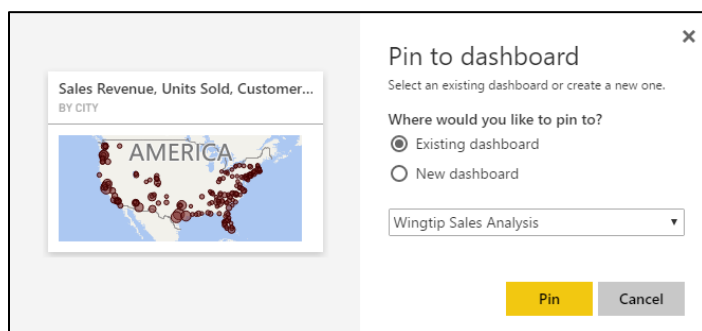 Sales Revenue, Units Sold, Customer...
BY CITY
AMERICA
Pin to dashboard
Select an existing dashboard or create a new one.
Where would you like to pin to?
Existing dashboard
New dashboard
Wingtip Sales Analysis
Pin
Cancel